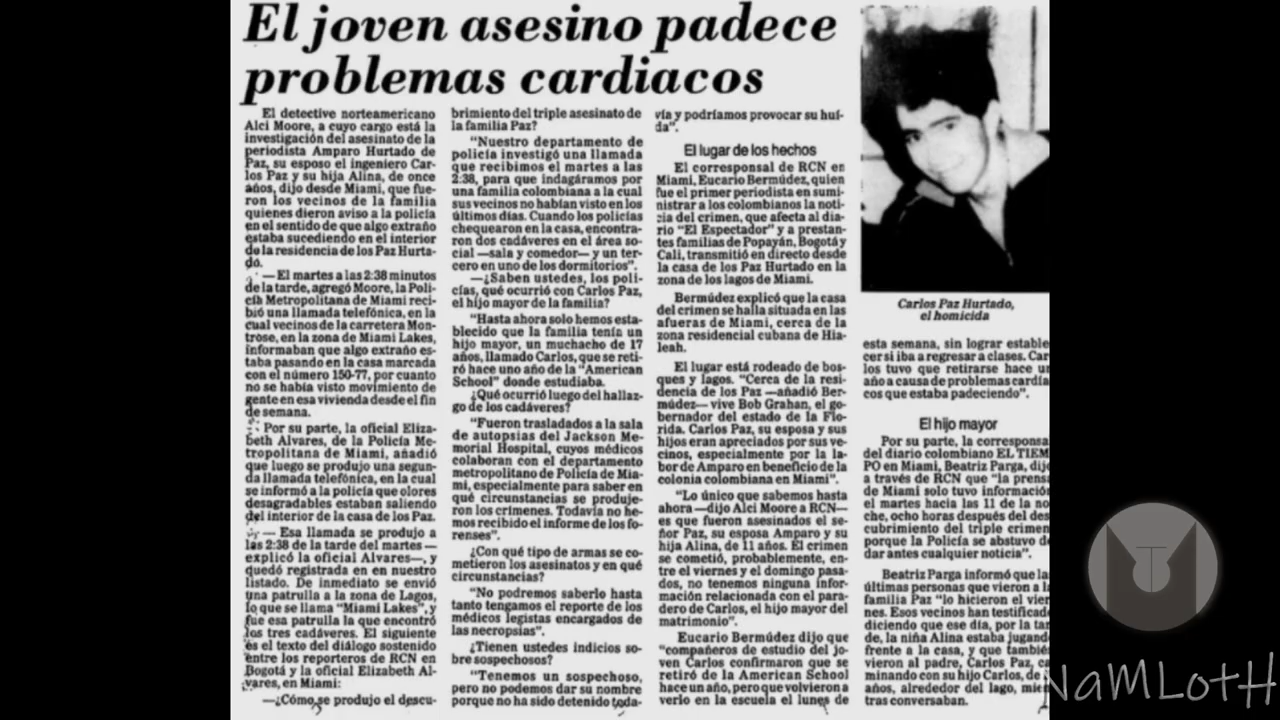 El joven asesino padece
problemas cardiacos
El detective norteamericano
Alci Moore, a cuyo cargo está la
investigación del asesinato de la
periodista Amparo Hurtado de
Paz, su esposo el ingeniero Car-
los Paz y su hija Alina, de once
años, dijo desde Miami, que fue-
ron los vecinos de la familia
quienes dieron aviso a la policía
en el sentido de que algo extraño
estaba sucediendo en el interior
de la residencia de los Paz Hurta-
do.
— El martes a las 2:38 minutos
de la tarde, agregó Moore, la Poli-
cía Metropolitana de Miami reci-
bió una llamada telefónica, en la
cual vecinos de la carretera Mon-
trose, en la zona de Miami Lakes,
informaban que algo extraño es-
taba pasando en la casa marcada
con el número 150-77, por cuanto
no se había visto movimiento de
gente en esa vivienda desde el fin
de semana.
Por su parte, la oficial Eliza-
beth Alvares, de la Policía Me-
tropolitana de Miami, añadió
que luego se produjo una segun-
da llamada telefónica, en la cual
se informó a la policía que olores
desagradables estaban saliendo
del interior de la casa de los Paz.
— Esa llamada se produjo a
las 2:38 de la tarde del martes —
explicó la oficial Alvares—, y
quedó registrada en en nuestro
listado. De inmediato se envió
una patrulla a la zona de Lagos,
lo que se llama "Miami Lakes", y
fue esa patrulla la que encontró
los tres cadáveres. El siguiente
es el texto del diálogo sostenido
entre los reporteros de RCN en
Bogotá y la oficial Elizabeth Al-
vares, en Miami:
—¿Cómo se produjo el descu-
brimiento del triple asesinato de
la familia Paz?
"Nuestro departamento de
policía investigó una llamada
que recibimos el martes a las
2:38, para que indagáramos por
una familia colombiana a la cual
sus vecinos no habían visto en los
últimos días. Cuando los policías
chequearon en la casa, encontra-
ron dos cadáveres en el área so-
cial —sala y comedor— y un ter-
cero en uno de los dormitorios".
—¿Saben ustedes, los poli-
cías, qué ocurrió con Carlos Paz,
el hijo mayor de la familia?
"Hasta ahora solo hemos esta-
blecido que la familia tenía un
hijo mayor, un muchacho de 17
años, llamado Carlos, que se reti-
ró hace uno año de la "American
School" donde estudiaba.
¿Qué ocurrió luego del hallaz-
go de los cadáveres?
"Fueron trasladados a la sala
de autopsias del Jackson Me-
morial Hospital, cuyos médicos
colaboran con el departamento
metropolitano de Policía de Mia-
mi, especialmente para saber en
qué circunstancias se produje-
ron los crímenes. Todavía no he-
mos recibido el informe de los fo-
renses".
¿Con qué tipo de armas se co-
metieron los asesinatos y en qué
circunstancias?
"No podremos saberlo hasta
tanto tengamos el reporte de los
médicos legistas encargados de
las necropsias".
¿Tienen ustedes indicios so-
bre sospechosos?
"Tenemos un sospechoso,
pero no podemos dar su nombre
porque no ha sido detenido toda-
vía y podríamos provocar su huí-
da".
El lugar de los hechos
El corresponsal de RCN en
Miami, Eucario Bermúdez, quien
fue el primer periodista en sumi-
nistrar a los colombianos la noti-
cia del crimen, que afecta al dia-
rio "El Espectador" y a prestan-
tes familias de Popayán, Bogotá y
Cali, transmitió en directo desde
la casa de los Paz Hurtado en la
zona de los lagos de Miami.
Bermúdez explicó que la casa
del crimen se halla situada en las
afueras de Miami, cerca de la
zona residencial cubana de Hia-
leah.
El lugar está rodeado de bos-
ques y lagos. "Cerca de la resi-
dencia de los Paz —añadió Ber-
múdez— vive Bob Grahan, el go-
bernador del estado de la Flo-
rida. Carlos Paz, su esposa y sus
hijos eran apreciados por sus ve-
cinos, especialmente por la la-
bor de Amparo en beneficio de la
colonia colombiana en Miami".
"Lo único que sabemos hasta
ahora —dijo Alci Moore a RCN—
es que fueron asesinados el se-
ñor Paz, su esposa Amparo y su
hija Alina, de 11 años. El crimen
se cometió, probablemente, en-
tre el viernes y el domingo pasa-
dos, no tenemos ninguna infor-
mación relacionada con el para-
dero de Carlos, el hijo mayor del
matrimonio".
Eucario Bermúdez dijo que
"compañeros de estudio del jo-
ven Carlos confirmaron que se
retiró de la American School
hace un año, pero que volvieron a
verlo en la escuela el lunes de
Carlos Paz Hurtado,
el homicida
esta semana, sin lograr estable
cer si iba a regresar a clases. Car
los tuvo que retirarse hace un
año a causa de problemas cardía
cos que estaba padeciendo".
El hijo mayor
Por su parte, la corresponsa
del diario colombiano EL TIEM
PO en Miami, Beatriz Parga, dijo
a través de RCN que "la prensa
de Miami solo tuvo información
el martes hacia las 11 de la no
che, ocho horas después del des
cubrimiento del triple crimen
porque la Policía se abstuvo de
dar antes cualquier noticia".
Beatriz Parga informó que las
últimas personas que vieron a la
familia Paz "lo hicieron el vier
nes. Esos vecinos han testificado
diciendo que ese día, por la tar
de, la niña Alina estaba jugando
frente a la casa, y que también
vieron al padre, Carlos Paz, ca
minando con su hijo Carlos, de
años, alrededor del lago, mien
tras conversaban.
NaMLotH